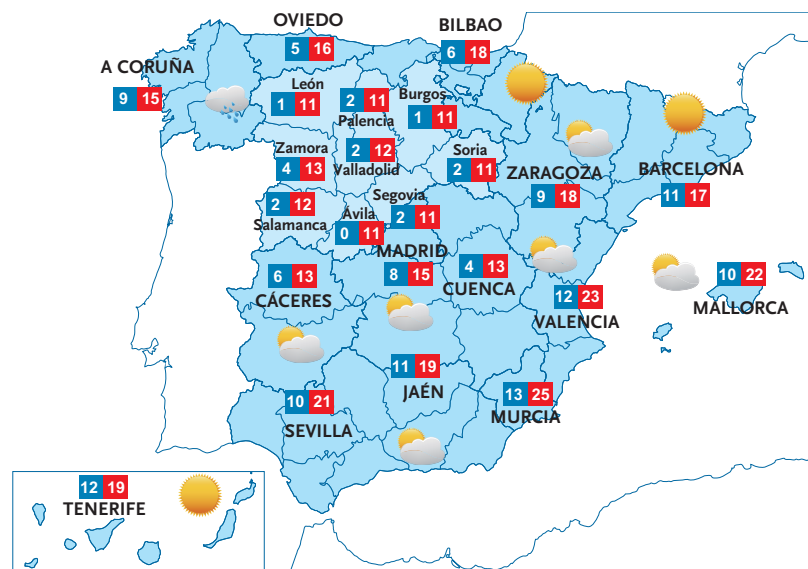 OVIEDO
5 16
BILBAO
6 18
A CORUÑA
9 15
León
1 11
2 11
Palencia
Burgos
1 11
Zamora
4 13
2 12
Valladolid
Soria
2 11
ZARAGOZA
9 18
BARCELONA
11 17
2 12
Salamanca
Segovia
2 11
Ávila
0 11
MADRID
8 15
6 13
CÁCERES
4 13
CUENCA
12 23
VALENCIA
10 22
MALLORCA
11 19
JAÉN
10 21
SEVILLA
13 25
MURCIA
12 19
TENERIFE